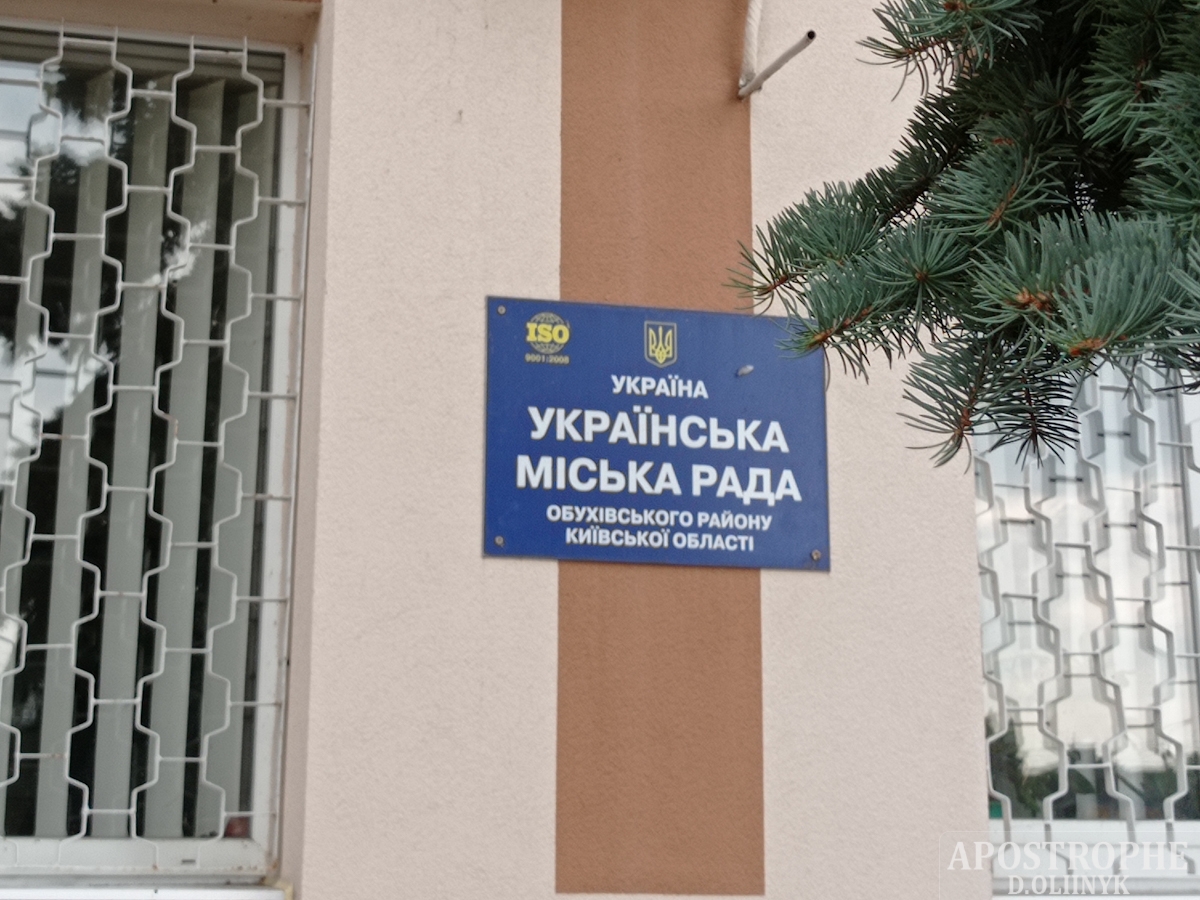 ISO
9001:2008
УКРАЇНА
УКРАЇНСЬКА
МІСЬКА РАДА
ОБУХІВСЬКОГО РАЙОНУ
КИЇВСЬКОЇ ОБЛАСТІ
APOSTROPHE
D.OLIINYK